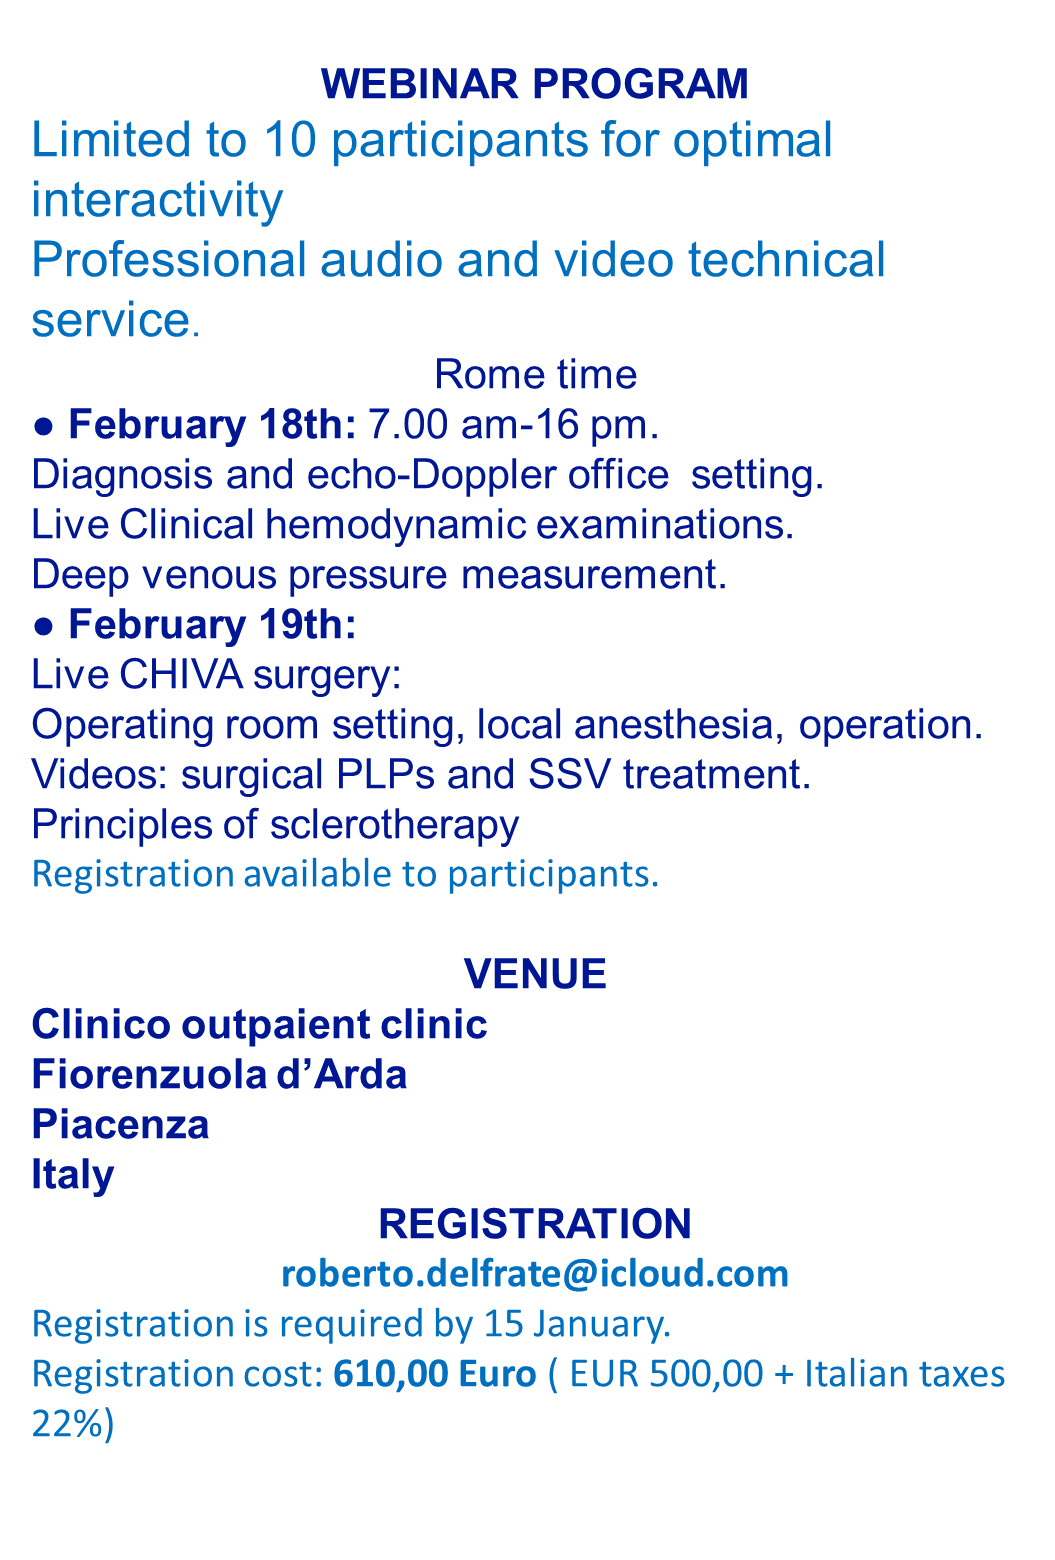 WEBINAR PROGRAM
Limited to 10 participants for optimal
interactivity
Professional audio and video technical
service.
Rome time
● February 18th: 7.00 am-16 pm.
Diagnosis and echo-Doppler office  setting.
Live Clinical hemodynamic examinations.
Deep venous pressure measurement.
● February 19th:
Live CHIVA surgery:
Operating room setting, local anesthesia, operation.
Videos: surgical PLPs and SSV treatment.
Principles of sclerotherapy
Registration available to participants.
VENUE
Clinico outpaient clinic
Fiorenzuola d’Arda
Piacenza
Italy
REGISTRATION
roberto.delfrate@icloud.com
Registration is required by 15 January.
Registration cost: 610,00 Euro ( EUR 500,00 + Italian taxes
22%)